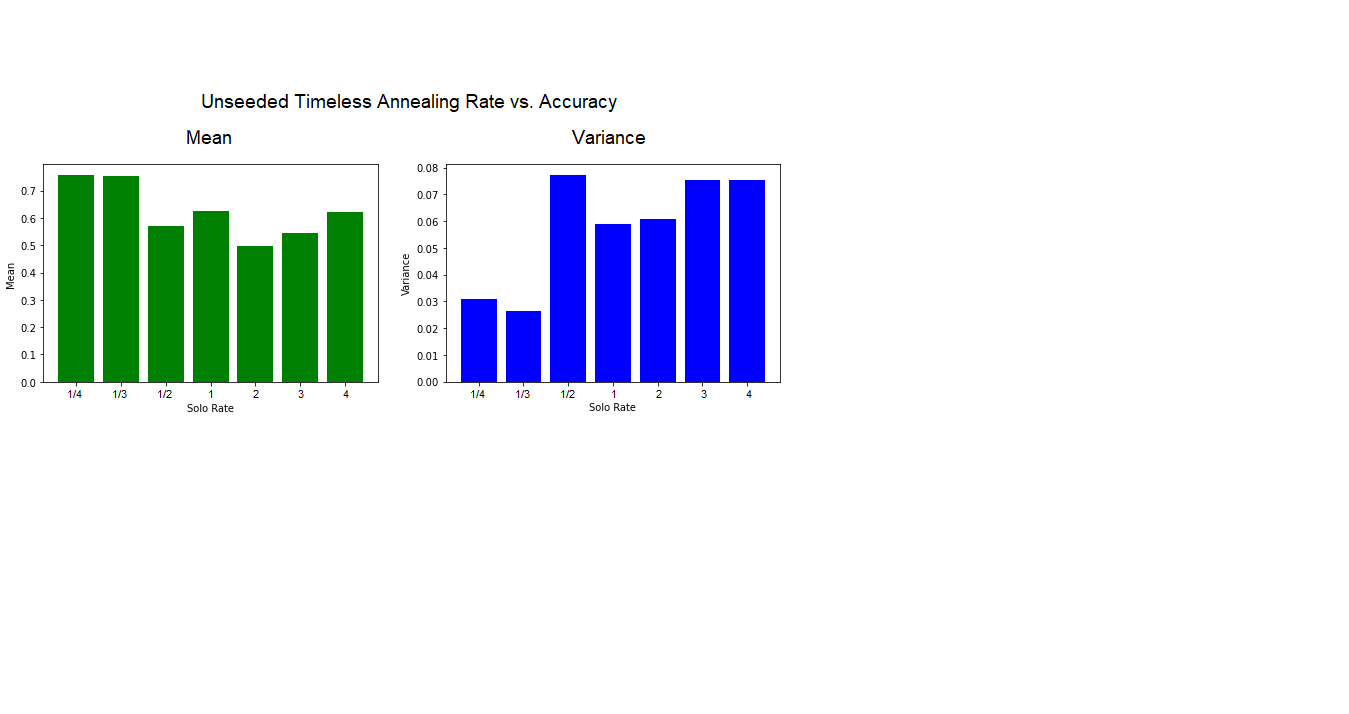 Unseeded Timeless Annealing Rate vs. Accuracy
Mean
0.7
0.6
0.5
0.4
0.3
0.2
0.1
0.0
Mean
1/4 1/3 1/2 1 2 3 4
Solo Rate
Variance
0.08
0.07
0.06
0.05
0.04
0.03
0.02
0.01
0.00
Variance
1/4 1/3 1/2 1 2 3 4
Solo Rate